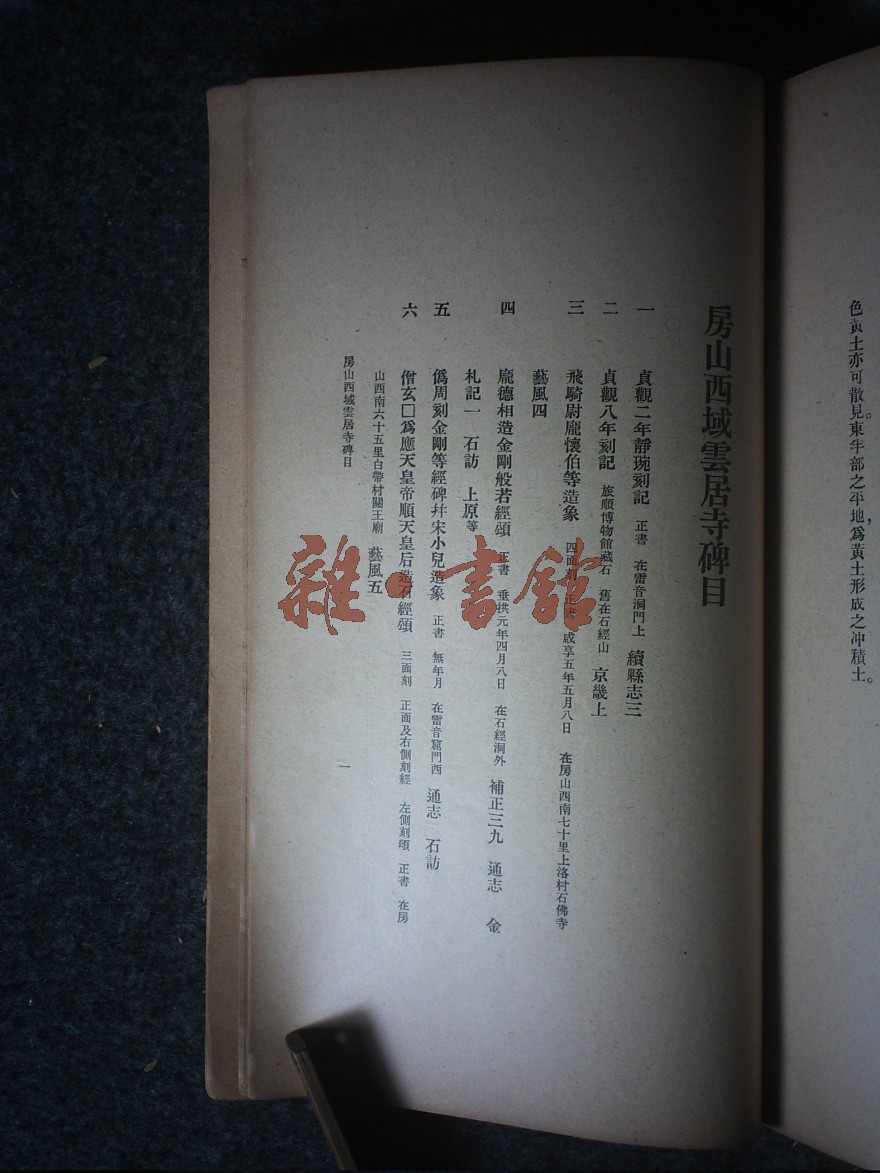 色黄土亦可散見。東半部之平地，爲黃土形成之冲積土。
房山西域雲居寺碑目
一 貞觀二年靜琬刻記 正書 在雷音洞門上 續縣志三
二 貞觀八年刻記 旅順博物館藏石 舊在石經山 京畿上
三 飛騎尉龐懷伯等造象 四面刻 正書 咸享五年五月八日 在房山西南七十里上洛村石佛寺
藝風四
四 龐德相造金剛般若經頌 正書 垂拱元年四月八日 在石經洞外 補正三九 通志 金
札記一 石訪 上原等
五 僞周刻金剛等經碑幷宋小兒造象 正書 無年月 在雷音窟門西 通志 石訪
六 僧玄□爲應天皇帝順天皇后造石經頌 三面刻 正面及右側刻經 左側刻頌 正書 在房
山西南六十五里白帶村關王廟 藝風五
房山西域雲居寺碑目
一
雜·書館